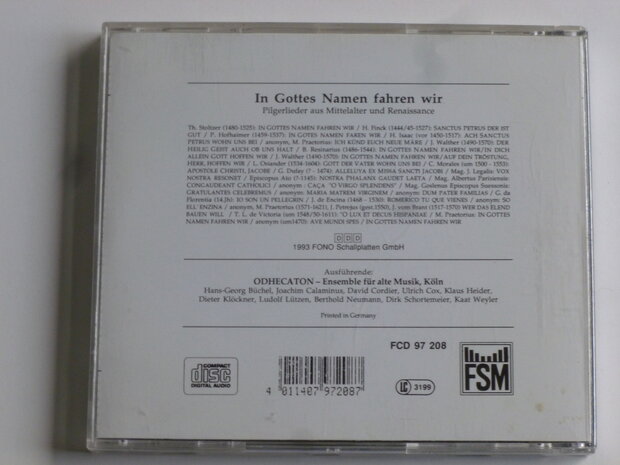 In Gottes Namen fahren wir
Pilgerlieder aus Mittelalter und Renaissance
Th. Stoltzer (1480-1525): IN GOTTES NAMEN FAHREN WIR / H. Finck (1444/45-1527): SANCTUS PETRUS DER IST
GUT / P. Hofhaimer (1459-1537): IN GOTES NAMEN FAREN WIR / H. Isaac (vor 1450-1517): ACH SANCTUS
PETRUS WOHN UNS BEI / anonym, M. Praetorius: ICH KÜND EUCH NEUE MÄRE / J. Walther (1490-1570): DER
HEILIG GEIST AUCH OB UNS HALT / B. Resinarius (1486-1544): IN GOTTES NAMEN FAHREN WIR/IN DICH
ALLEIN GOTT HOFFEN WIR / J. Walther (1490-1570): IN GOTTES NAMEN FAHREN WIR/AUF DEIN TRÖSTUNG,
HERR, HOFFEN WIR / L. Osiander (1534-1604): GOTT DER VATER WOHN UNS BEI / C. Morales (um 1500 - 1553):
APOSTOLE CHRISTI, JACOBE / G. Dufay (? - 1474): ALLELUYA EX MISSA SANCTI JACOBI / Mag. J. Legalis: VOX
NOSTRA RESONET / Episcopus Ato (?-1145): NOSTRA PHALANX GAUDET LAETA / Mag. Albertus Parisiensis:
CONGAUDEANT CATHOLICI / anonym : CAÇA "O VIRGO SPLENDENS" / Mag. Goslenus Episcopus Suessonis:
GRATULANTES CELEBREMUS / anonym: MARIA MATREM VIRGINEM / anonym: DUM PATER FAMILIAS / G. da
Florentia (14.Jh): IO SON UN PELLEGRIN / J. de Encina (1468 - 1530): ROMERICO TU QUE VIENES / anonym: SO
ELL' ENZINA / anonym, M. Praetorius (1571-1621), J. Petrejus (gest.1550), J. vom Brant (1517-1570) WER DAS ELEND
BAUEN WILL / T. L. de Victoria (um 1548/50-1611): "O LUX ET DECUS HISPANIAE / M. Praetorius: IN GOTTES
NAMEN FAHREN WIR / anonym (um1470): AVE MUNDI SPES / IN GOTTES NAMEN FAHREN WIR
DDD
1993 FONO Schallplatten GmbH
Ausführende:
ODHECATON – Ensemble für alte Musik, Köln
Hans-Georg Büchel, Joachim Calaminus, David Cordier, Ulrich Cox, Klaus Heider,
Dieter Klöckner, Ludolf Lützen, Berthold Neumann, Dirk Schortemeier, Kaat Weyler
Printed in Germany
FCD 97 208
COMPACT
disc
DIGITAL AUDIO
4 011407 972087
LC 3199
FSM